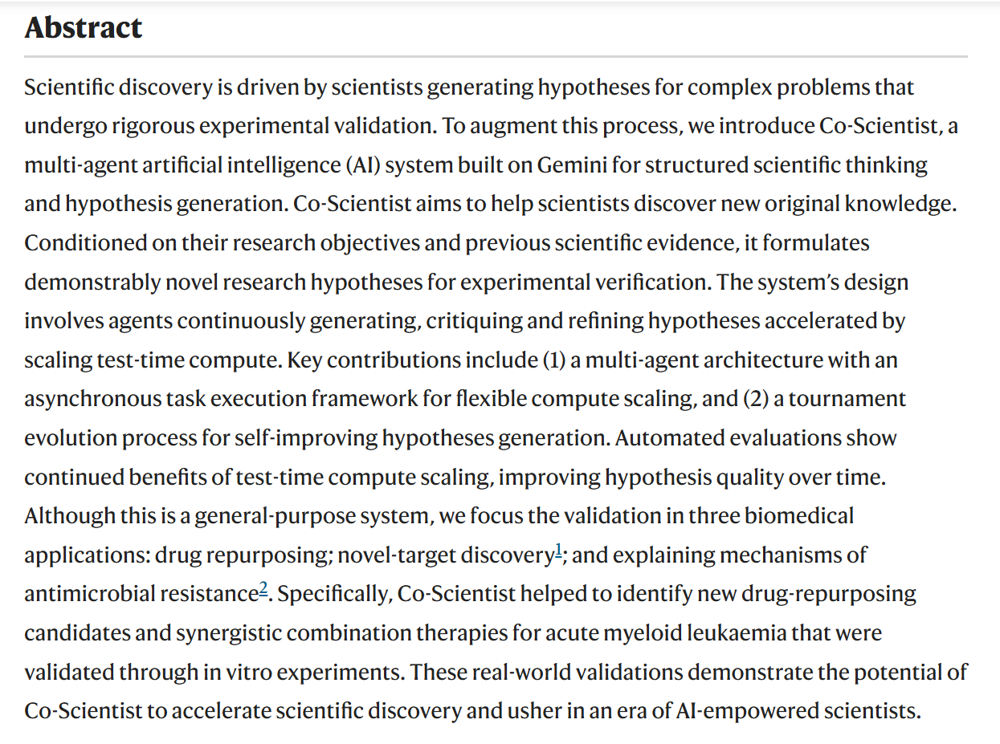 Abstract
Scientific discovery is driven by scientists generating hypotheses for complex problems that
undergo rigorous experimental validation. To augment this process, we introduce Co-Scientist, a
multi-agent artificial intelligence (AI) system built on Gemini for structured scientific thinking
and hypothesis generation. Co-Scientist aims to help scientists discover new original knowledge.
Conditioned on their research objectives and previous scientific evidence, it formulates
demonstrably novel research hypotheses for experimental verification. The system’s design
involves agents continuously generating, critiquing and refining hypotheses accelerated by
scaling test-time compute. Key contributions include (1) a multi-agent architecture with an
asynchronous task execution framework for flexible compute scaling, and (2) a tournament
evolution process for self-improving hypotheses generation. Automated evaluations show
continued benefits of test-time compute scaling, improving hypothesis quality over time.
Although this is a general-purpose system, we focus the validation in three biomedical
applications: drug repurposing; novel-target discovery1; and explaining mechanisms of
antimicrobial resistance2. Specifically, Co-Scientist helped to identify new drug-repurposing
candidates and synergistic combination therapies for acute myeloid leukaemia that were
validated through in vitro experiments. These real-world validations demonstrate the potential of
Co-Scientist to accelerate scientific discovery and usher in an era of AI-empowered scientists.